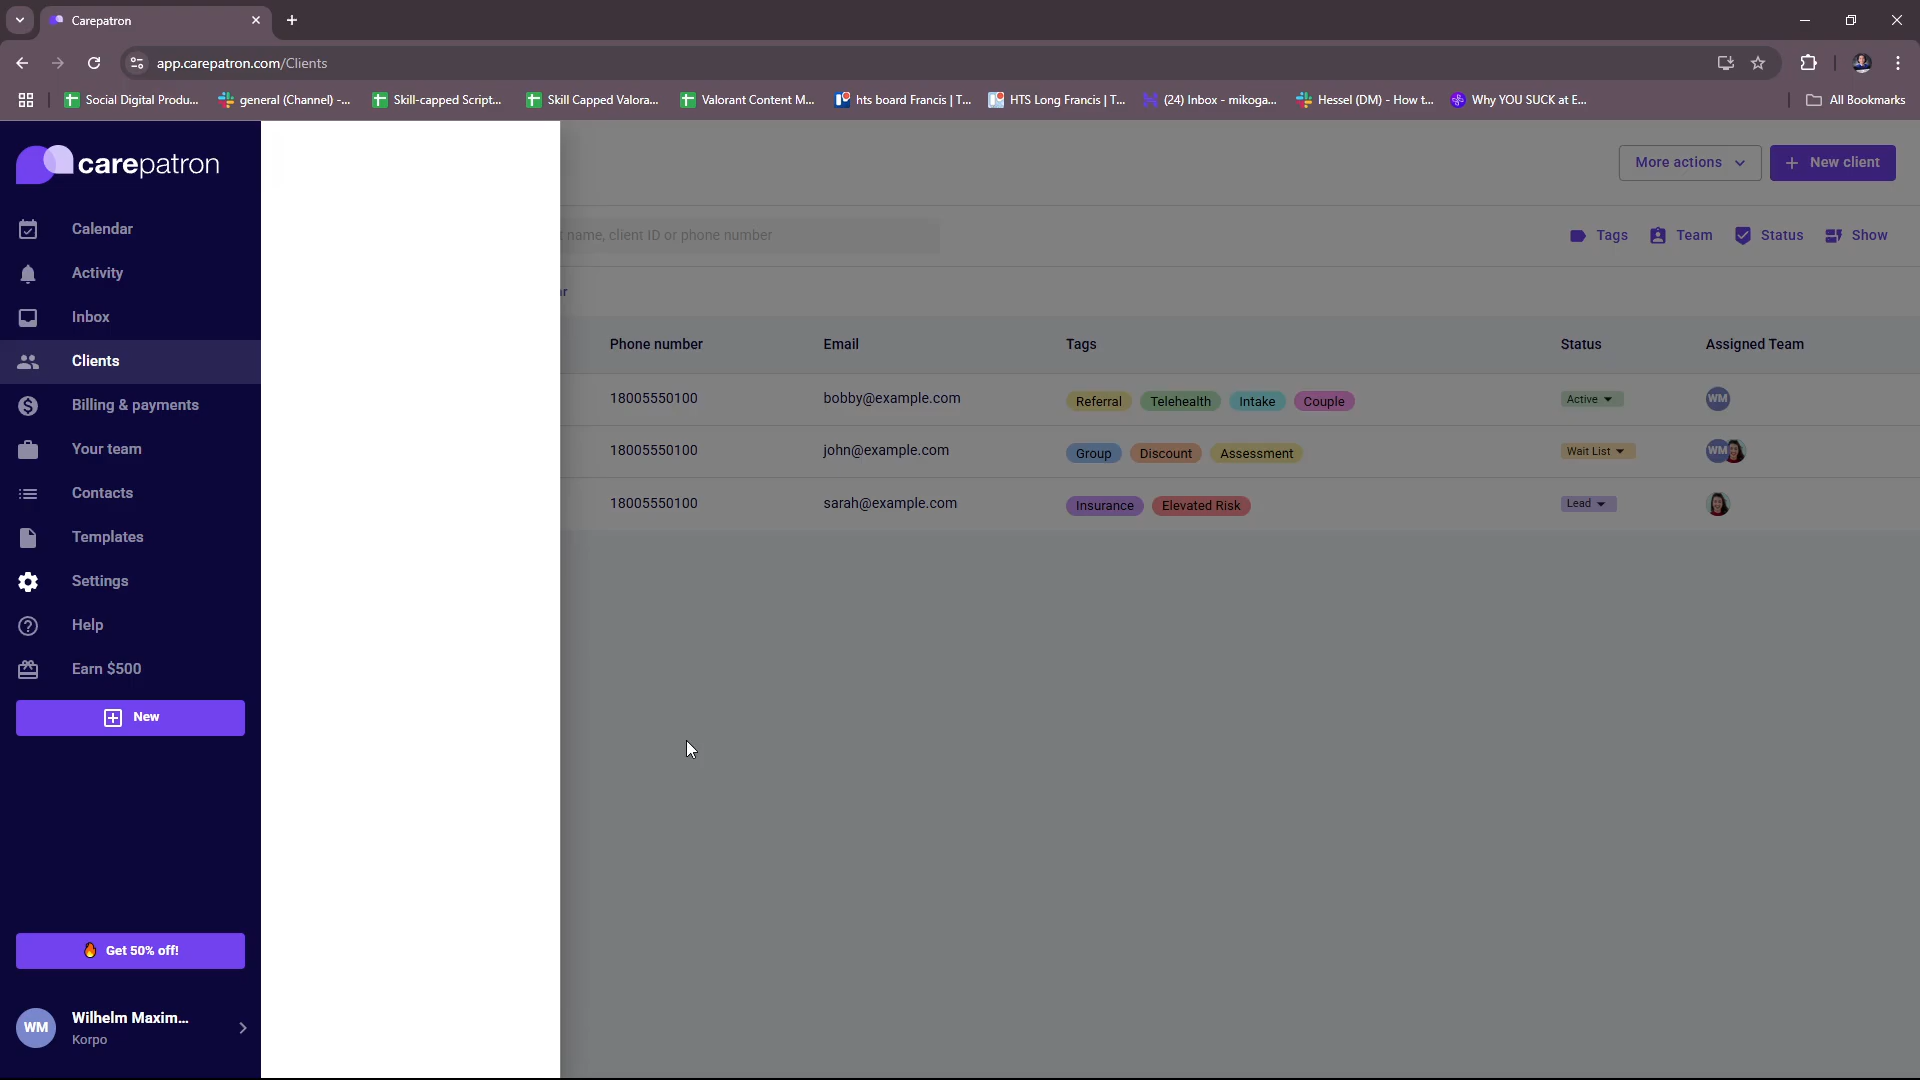 Carepatron
app.carepatron.com/Clients
Social Digital Produ...
general (Channel) -...
Skill-capped Script...
Skill Capped Valora...
Valorant Content M...
hts board Francis | T...
HTS Long Francis | T...
(24) Inbox - mikoga...
Hessel (DM) - How t...
Why YOU SUCK at E...
All Bookmarks
carepatron
More actions
+ New client
Calendar
t name, client ID or phone number
Tags
Team
Status
Show
Activity
ar
Inbox
Phone number
Email
Tags
Status
Assigned Team
Clients
18005550100
bobby@example.com
Referral
Telehealth
Intake
Couple
Active
WM
Billing & payments
18005550100
john@example.com
Group
Discount
Assessment
Wait List
WM
Your team
18005550100
sarah@example.com
Insurance
Elevated Risk
Lead
Contacts
Templates
Settings
Help
Earn $500
New
Get 50% off!
WM
Wilhelm Maxim...
Korpo